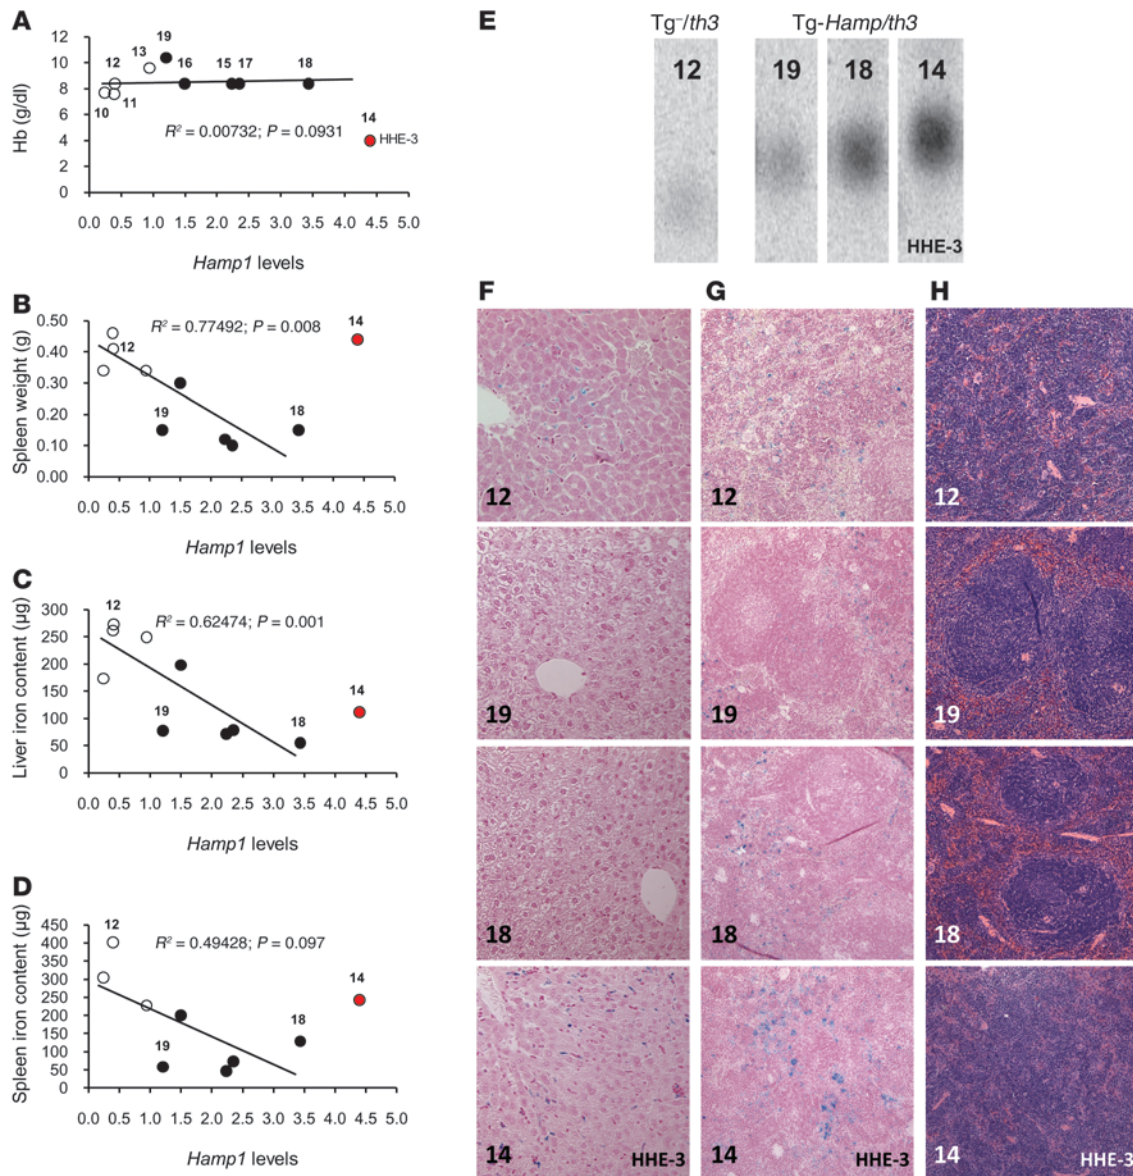 A
12
10
8
6
4
2
0
Hb (g/dl)
10
12
11
13
19
16
15 17
18
14
HHE-3
R² = 0.00732; P = 0.0931
0.0 0.5 1.0 1.5 2.0 2.5 3.0 3.5 4.0 4.5 5.0
Hamp1 levels
B
0.50
0.40
0.30
0.20
0.10
0.00
Spleen weight (g)
R² = 0.77492; P = 0.008
12
19
18
14
0.0 0.5 1.0 1.5 2.0 2.5 3.0 3.5 4.0 4.5 5.0
Hamp1 levels
C
300
250
200
150
100
50
0
Liver iron content (µg)
R² = 0.62474; P = 0.001
12
19
18
14
0.0 0.5 1.0 1.5 2.0 2.5 3.0 3.5 4.0 4.5 5.0
Hamp1 levels
D
450
400
350
300
250
200
150
100
50
0
Spleen iron content (µg)
R² = 0.49428; P = 0.097
12
19
18
14
0.0 0.5 1.0 1.5 2.0 2.5 3.0 3.5 4.0 4.5 5.0
Hamp1 levels
E
Tg⁻/th3
Tg-Hamp/th3
12
19
18
14
HHE-3
F
12
19
18
14
HHE-3
G
12
19
18
14
HHE-3
H
12
19
18
14
HHE-3